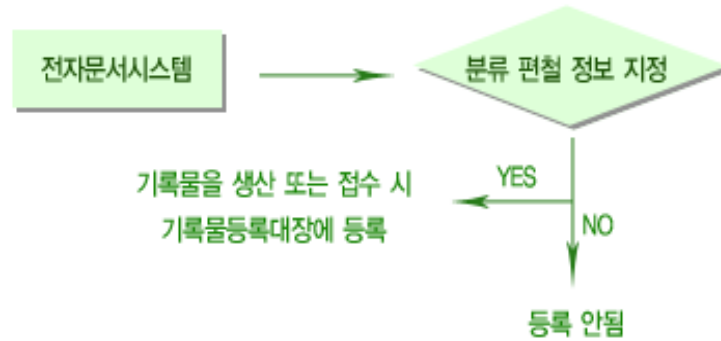 전자문서시스템
분류 편철 정보 지정
기록물을 생산 또는 접수 시
기록물등록대장에 등록
YES
NO
등록 안됨